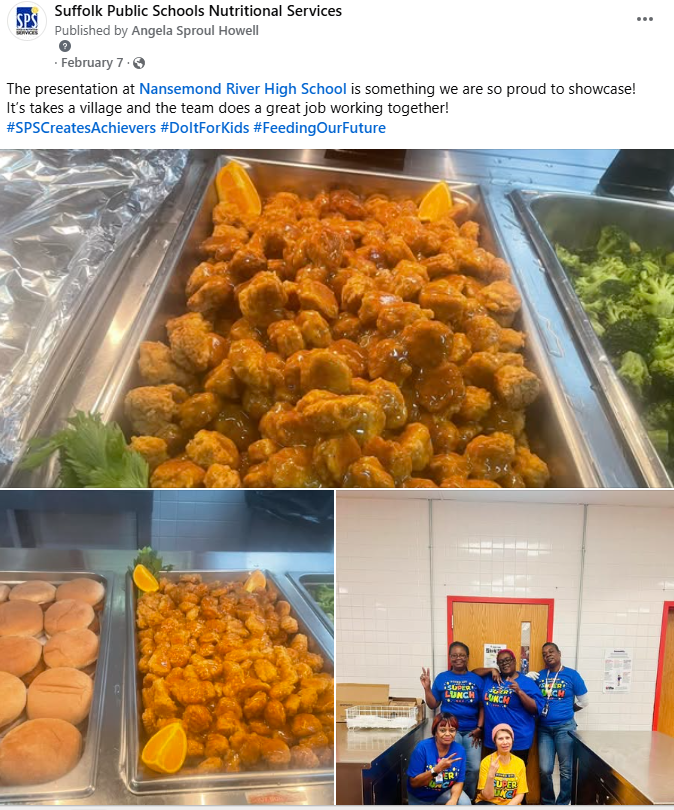 SPS
Suffolk Public Schools Nutritional Services
Published by Angela Sproul Howell
· February 7 ·
The presentation at Nansemond River High School is something we are so proud to showcase!
It's takes a village and the team does a great job working together!
#SPSCreatesAchievers #DoItForKids #FeedingOurFuture
SUPER
LUNCH
SUPER
LUNCH
SUPER
LUNCH
SUPER
SUPER